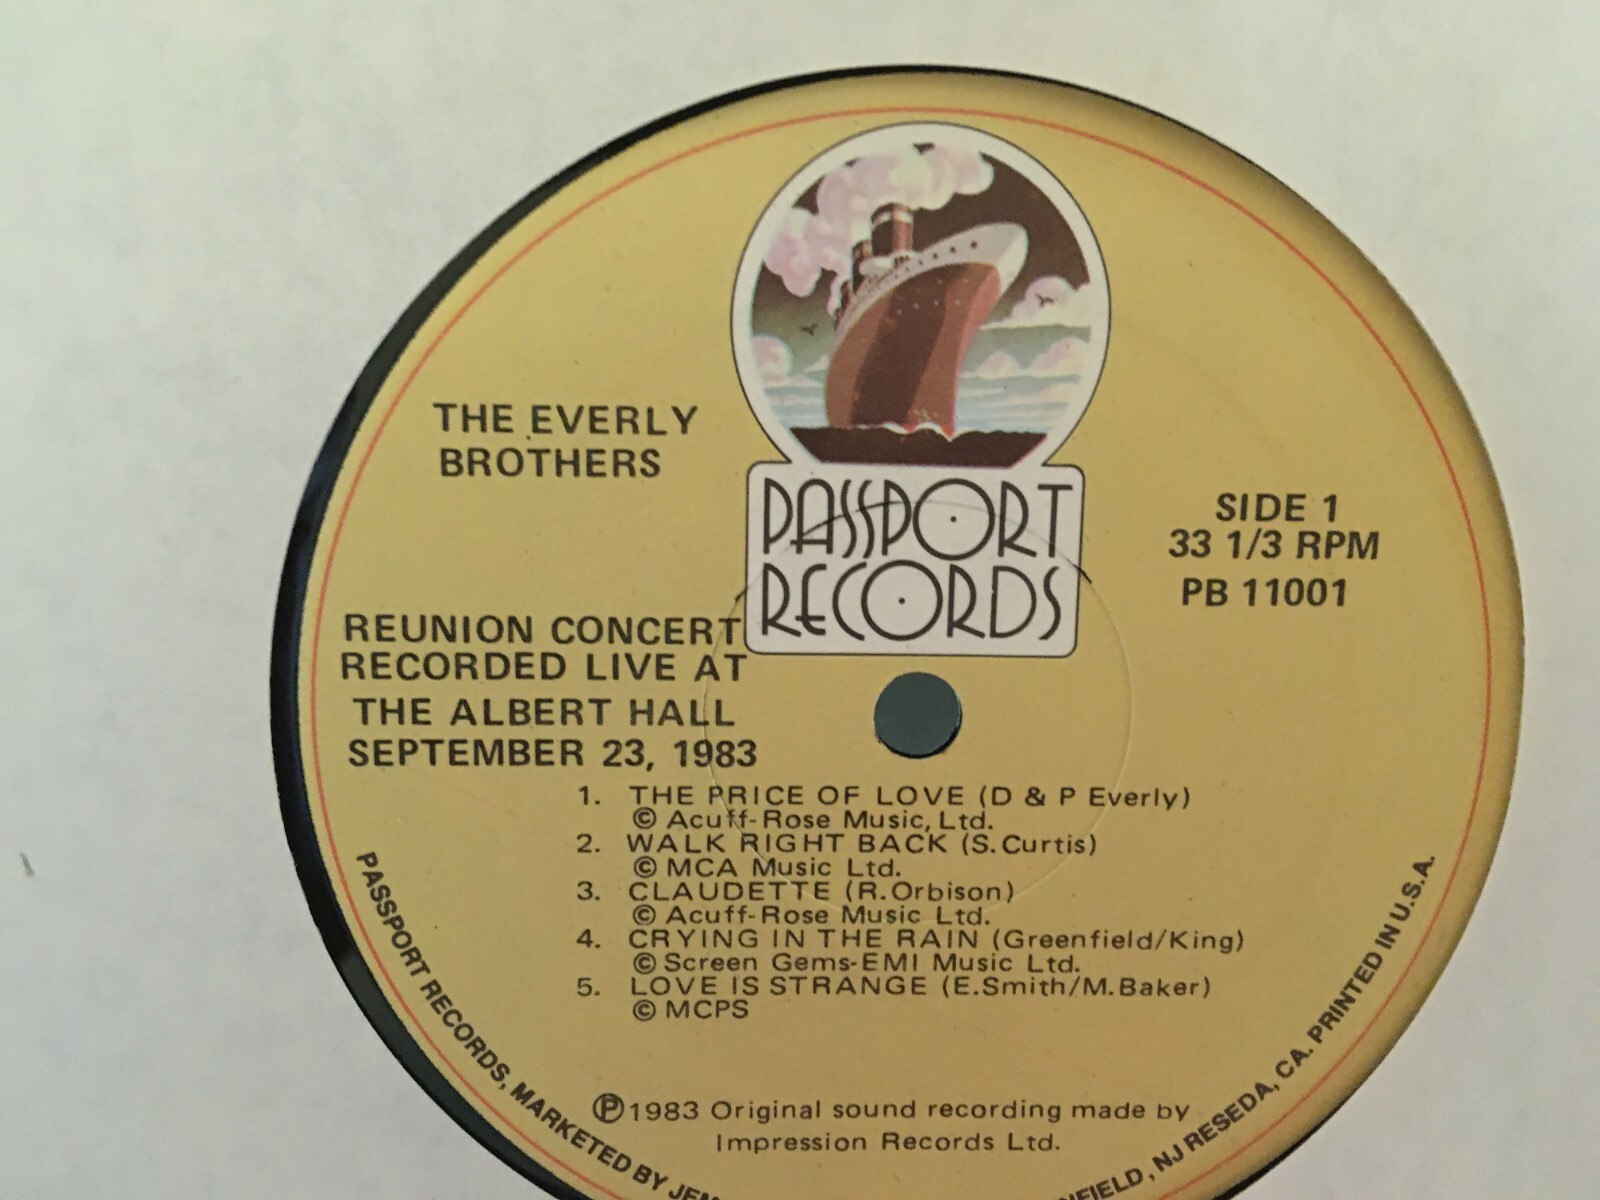 THE EVERLY
BROTHERS
PASSPORT
RECORDS
SIDE 1
33 1/3 RPM
PB 11001
REUNION CONCERT
RECORDED LIVE AT
THE ALBERT HALL
SEPTEMBER 23, 1983
1. THE PRICE OF LOVE (D & P Everly)
© Acuff-Rose Music, Ltd.
2. WALK RIGHT BACK (S. Curtis)
© MCA Music Ltd.
3. CLAUDETTE (R. Orbison)
© Acuff-Rose Music Ltd.
4. CRYING IN THE RAIN (Greenfield/King)
© Screen Gems-EMI Music Ltd.
5. LOVE IS STRANGE (E. Smith/M. Baker)
© MCPS
℗ 1983 Original sound recording made by
Impression Records Ltd.
PASSPORT RECORDS, MARKETED BY NJ RESEDA, CA. PRINTED IN U.S.A.